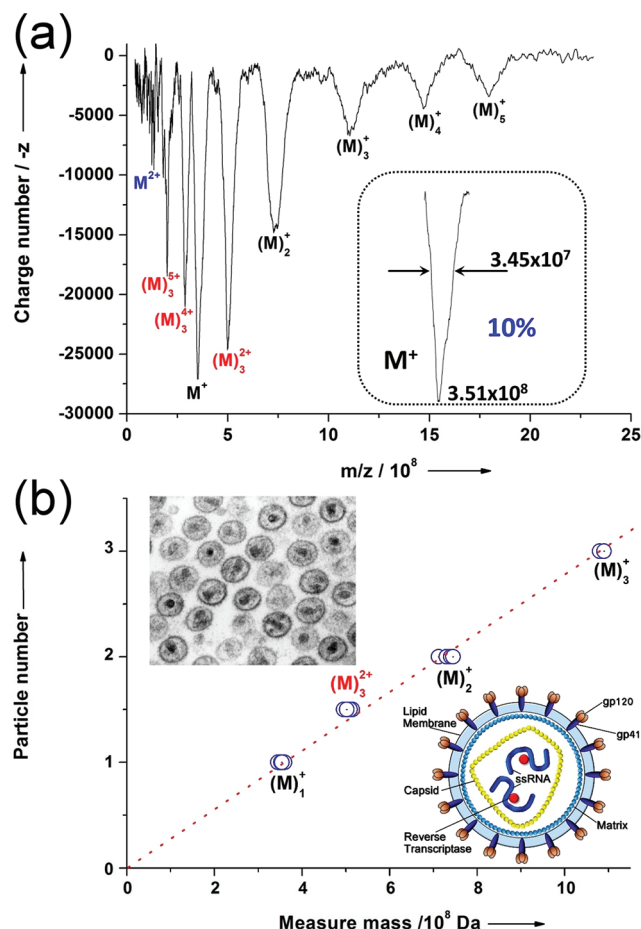 (a)
0
-5000
-10000
-15000
-20000
-25000
-30000
Charge number / -z
M²⁺
(M)₃⁵⁺
(M)₃⁴⁺
M⁺
(M)₃²⁺
(M)₂⁺
(M)₃⁺
(M)₄⁺
(M)₅⁺
3.45x10⁷
10%
M⁺
3.51x10⁸
0 5 10 15 20 25
m/z / 10⁸
(b)
3
2
1
0
Particle number
(M)₁⁺
(M)₃²⁺
(M)₂⁺
(M)₃⁺
Lipid
Membrane
gp120
gp41
ssRNA
Capsid
Reverse
Transcriptase
Matrix
0 2 4 6 8 10
Measure mass /10⁸ Da